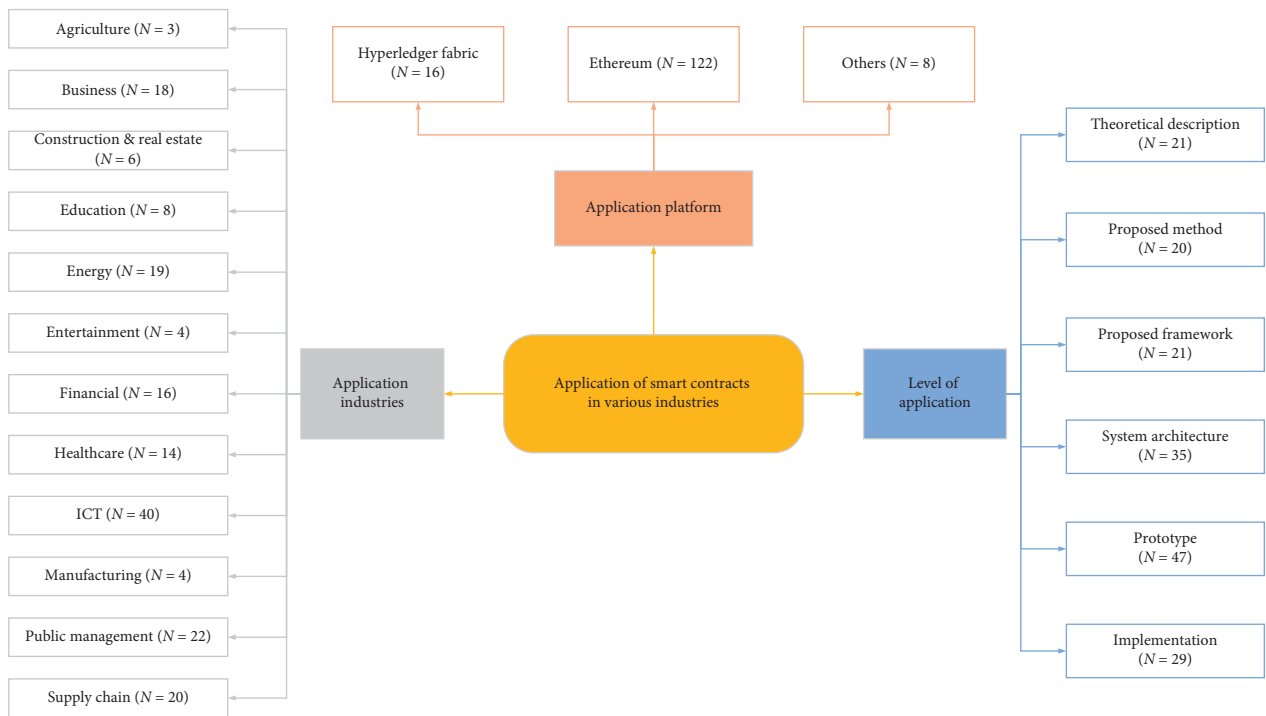 Agriculture (N = 3)
Business (N = 18)
Construction & real estate
(N = 6)
Education (N = 8)
Energy (N = 19)
Entertainment (N = 4)
Financial (N = 16)
Healthcare (N = 14)
ICT (N = 40)
Manufacturing (N = 4)
Public management (N = 22)
Supply chain (N = 20)
Application
industries
Hyperledger fabric
(N = 16)
Ethereum (N = 122)
Others (N = 8)
Application platform
Application of smart contracts
in various industries
Level of
application
Theoretical description
(N = 21)
Proposed method
(N = 20)
Proposed framework
(N = 21)
System architecture
(N = 35)
Prototype
(N = 47)
Implementation
(N = 29)